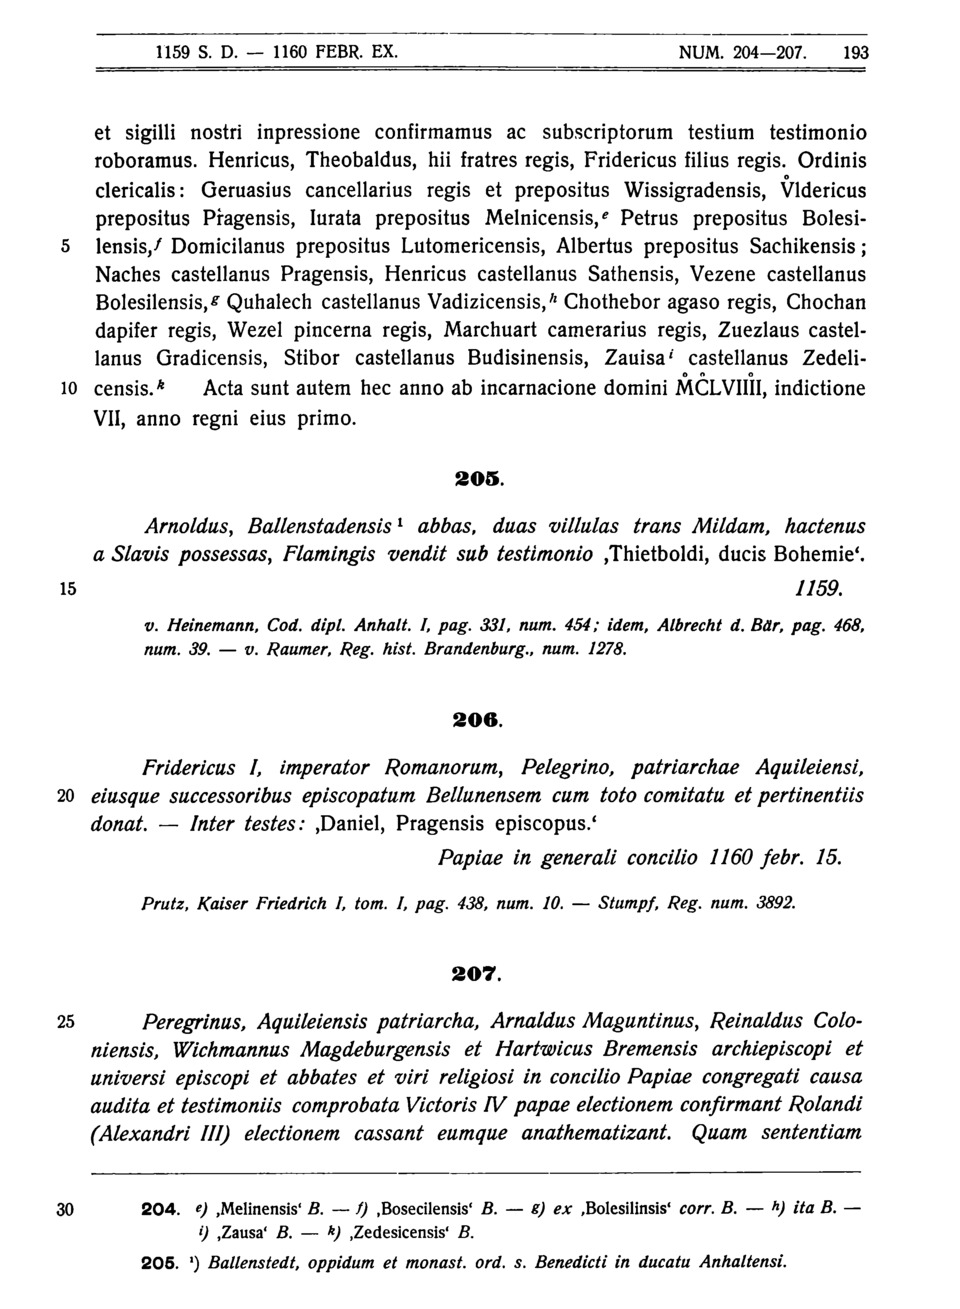 1159 S. D. — 1160 FEBR. EX. NUM. 204—207. 193
et sigilli nostri inpressione confirmamus ac subscriptorum testium testimonio
roboramus. Henricus, Theobaldus, hii fratres regis, Fridericus filius regis. Ordinis
clericalis: Geruasius cancellarius regis et prepositus Wissigradensis, V̊ldericus
prepositus Pragensis, Iurata prepositus Melnicensis,ᵉ Petrus prepositus Bolesi-
5 lensis,ᶠ Domicilanus prepositus Lutomericensis, Albertus prepositus Sachikensis;
Naches castellanus Pragensis, Henricus castellanus Sathensis, Vezene castellanus
Bolesilensis,ᵍ Quhalech castellanus Vadizicensis,ʰ Chothebor agaso regis, Chochan
dapifer regis, Wezel pincerna regis, Marchuart camerarius regis, Zuezlaus castel-
lanus Gradicensis, Stibor castellanus Budisinensis, Zauisaⁱ castellanus Zedeli-
10 censis.ᵏ Acta sunt autem hec anno ab incarnacione domini M̊C̊LVIIII̊, indictione
VII, anno regni eius primo.
205.
Arnoldus, Ballenstadensis¹ abbas, duas villulas trans Mildam, hactenus
a Slavis possessas, Flamingis vendit sub testimonio ‚Thietboldi, ducis Bohemie‘.
15 1159.
v. Heinemann, Cod. dipl. Anhalt. I, pag. 331, num. 454; idem, Albrecht d. Bär, pag. 468,
num. 39. — v. Raumer, Reg. hist. Brandenburg., num. 1278.
206.
Fridericus I, imperator Romanorum, Pelegrino, patriarchae Aquileiensi,
20 eiusque successoribus episcopatum Bellunensem cum toto comitatu et pertinentiis
donat. — Inter testes: ‚Daniel, Pragensis episcopus.‘
Papiae in generali concilio 1160 febr. 15.
Prutz, Kaiser Friedrich I, tom. I, pag. 438, num. 10. — Stumpf, Reg. num. 3892.
207.
25 Peregrinus, Aquileiensis patriarcha, Arnaldus Maguntinus, Reinaldus Colo-
niensis, Wichmannus Magdeburgensis et Hartwicus Bremensis archiepiscopi et
universi episcopi et abbates et viri religiosi in concilio Papiae congregati causa
audita et testimoniis comprobata Victoris IV papae electionem confirmant Rolandi
(Alexandri III) electionem cassant eumque anathematizant. Quam sententiam
30 204. ᵉ) ‚Melinensis‘ B. — ᶠ) ‚Bosecilensis‘ B. — ᵍ) ex ‚Bolesilinsis‘ corr. B. — ʰ) ita B. —
ⁱ) ‚Zausa‘ B. — ᵏ) ‚Zedesicensis‘ B.
205. ¹) Ballenstedt, oppidum et monast. ord. s. Benedicti in ducatu Anhaltensi.